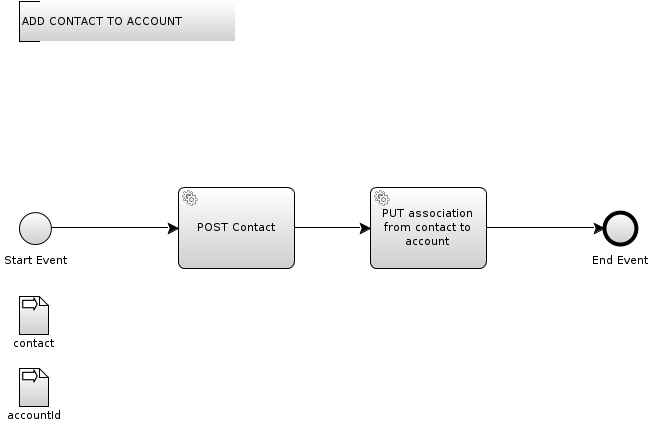 ADD CONTACT TO ACCOUNT
POST Contact
PUT association
from contact to
account
Start Event
End Event
contact
accountId